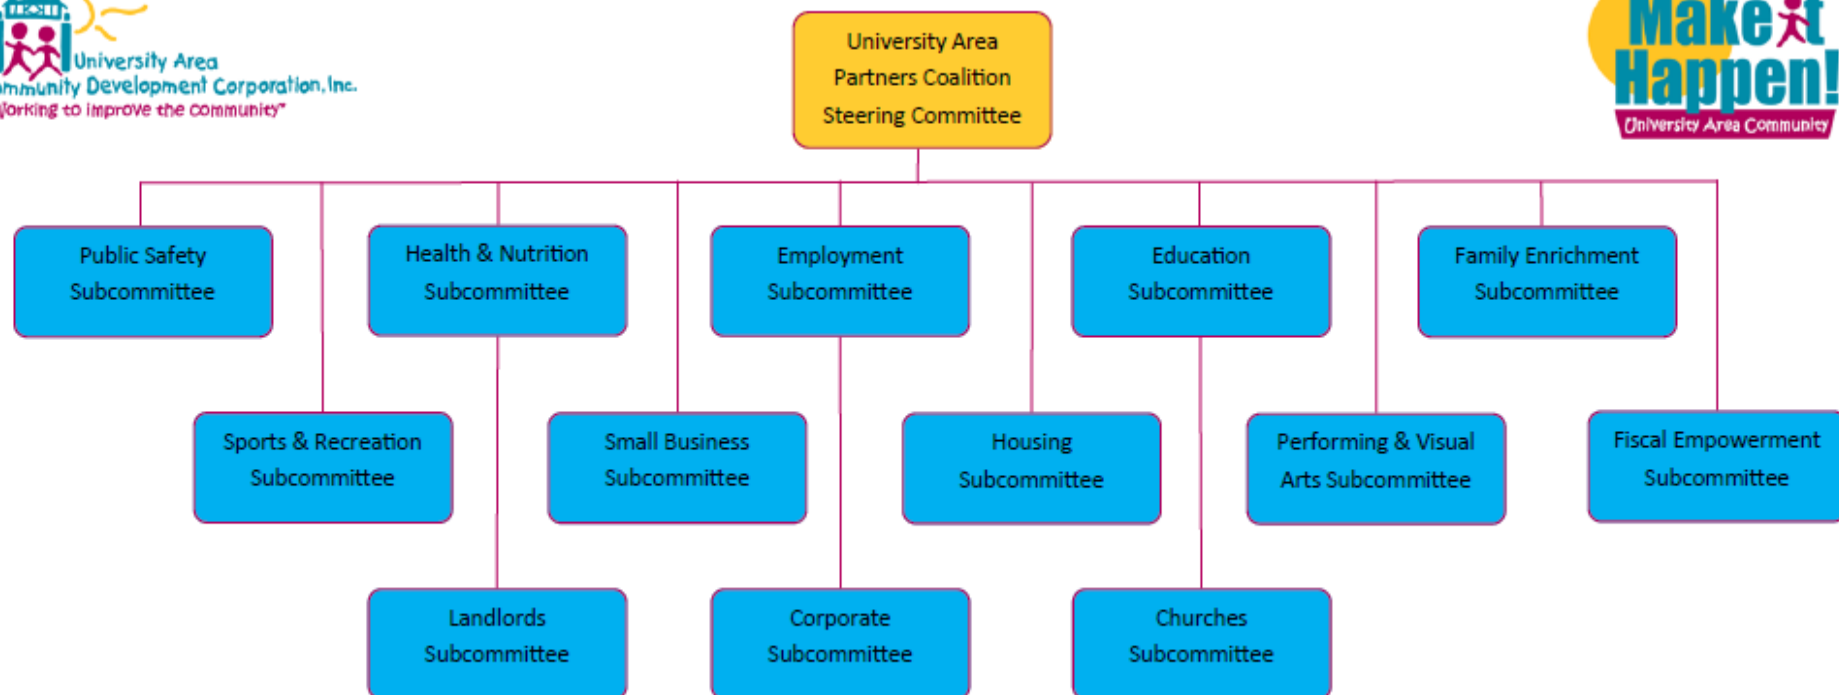 University Area
Community Development Corporation, Inc.
"Working to improve the community"
University Area
Partners Coalition
Steering Committee
Make it
Happen!
University Area Community
Public Safety
Subcommittee
Health & Nutrition
Subcommittee
Employment
Subcommittee
Education
Subcommittee
Family Enrichment
Subcommittee
Sports & Recreation
Subcommittee
Small Business
Subcommittee
Housing
Subcommittee
Performing & Visual
Arts Subcommittee
Fiscal Empowerment
Subcommittee
Landlords
Subcommittee
Corporate
Subcommittee
Churches
Subcommittee